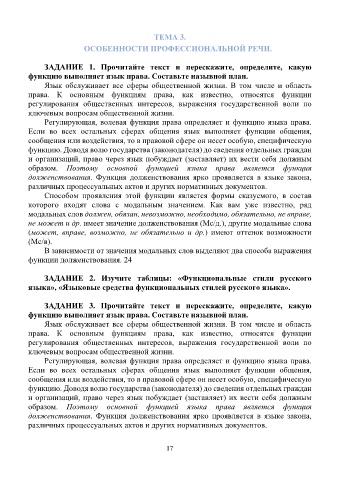 ТЕМА 3.
ОСОБЕННОСТИ ПРОФЕССИОНАЛЬНОЙ РЕЧИ.
ЗАДАНИЕ 1. Прочитайте текст и перескажите, определите, какую
функцию выполняет язык права. Составьте назывной план.
Язык обслуживает все сферы общественной жизни. В том числе и область
права. К основным функциям права, как известно, относятся функции
регулирования общественных интересов, выражения государственной воли по
ключевым вопросам общественной жизни.
Регулирующая, волевая функция права определяет и функцию языка права.
Если во всех остальных сферах общения язык выполняет функции общения,
сообщения или воздействия, то в правовой сфере он несет особую, специфическую
функцию. Доводя волю государства (законодателя) до сведения отдельных граждан
и организаций, право через язык побуждает (заставляет) их вести себя должным
образом. Поэтому основной функцией языка права является функция
долженствования. Функция долженствования ярко проявляется в языке закона,
различных процессуальных актов и других нормативных документов.
Способом проявления этой функции является формы сказуемого, в состав
которого входят слова с модальным значением. Как вам уже известно, ряд
модальных слов должен, обязан, невозможно, необходимо, обязательно, не вправе,
не может и др. имеет значение долженствования (Мс/д.), другие модальные слова
(может, вправе, возможно, не обязательно и др.) имеют оттенок возможности
(Мс/в).
В зависимости от значения модальных слов выделяют два способа выражения
функции долженствования. 24
ЗАДАНИЕ 2. Изучите таблицы: «Функциональные стили русского
языка», «Языковые средства функциональных стилей русского языка».
ЗАДАНИЕ 3. Прочитайте текст и перескажите, определите, какую
функцию выполняет язык права. Составьте назывной план.
Язык обслуживает все сферы общественной жизни. В том числе и область
права. К основным функциям права, как известно, относятся функции
регулирования общественных интересов, выражения государственной воли по
ключевым вопросам общественной жизни.
Регулирующая, волевая функция права определяет и функцию языка права.
Если во всех остальных сферах общения язык выполняет функции общения,
сообщения или воздействия, то в правовой сфере он несет особую, специфическую
функцию. Доводя волю государства (законодателя) до сведения отдельных граждан
и организаций, право через язык побуждает (заставляет) их вести себя должным
образом. Поэтому основной функцией языка права является функция
долженствования. Функция долженствования ярко проявляется в языке закона,
различных процессуальных актов и других нормативных документов.
17